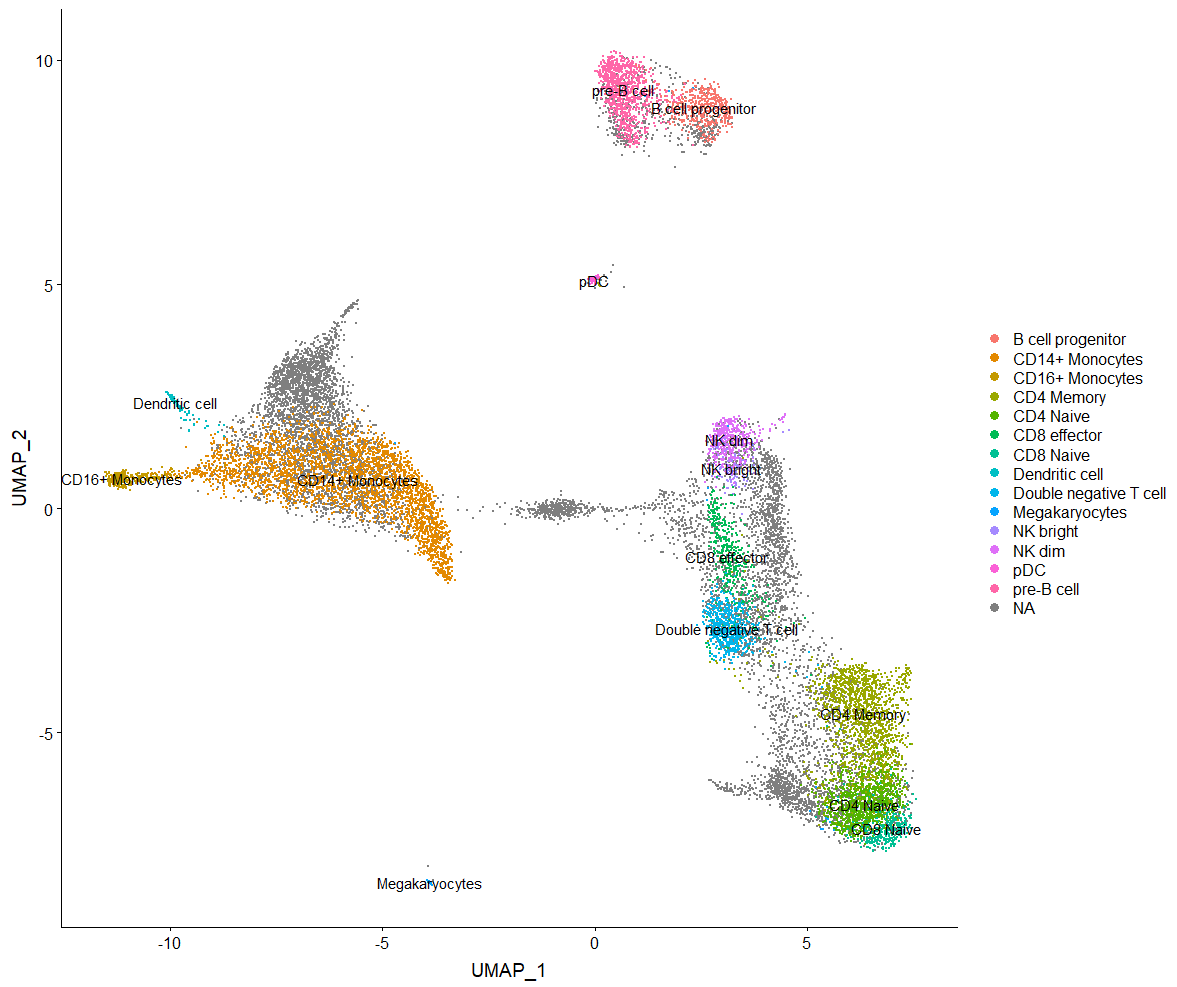 10
5
0
-5
UMAP_2
-10
-5
0
5
UMAP_1
pre-B cell
B cell progenitor
pDC
Dendritic cell
NK dim
NK bright
CD16+ Monocytes
CD14+ Monocytes
CD8 effector
Double negative T cell
CD4 Memory
CD4 Naive
CD8 Naive
Megakaryocytes
B cell progenitor
CD14+ Monocytes
CD16+ Monocytes
CD4 Memory
CD4 Naive
CD8 effector
CD8 Naive
Dendritic cell
Double negative T cell
Megakaryocytes
NK bright
NK dim
pDC
pre-B cell
NA